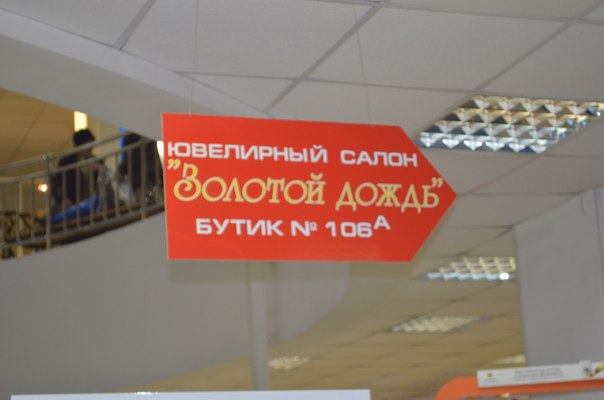 ЮВЕЛИРНЫЙ САЛОН
"ЗОЛОТОЙ ДОЖДЬ"
БУТИК № 106А